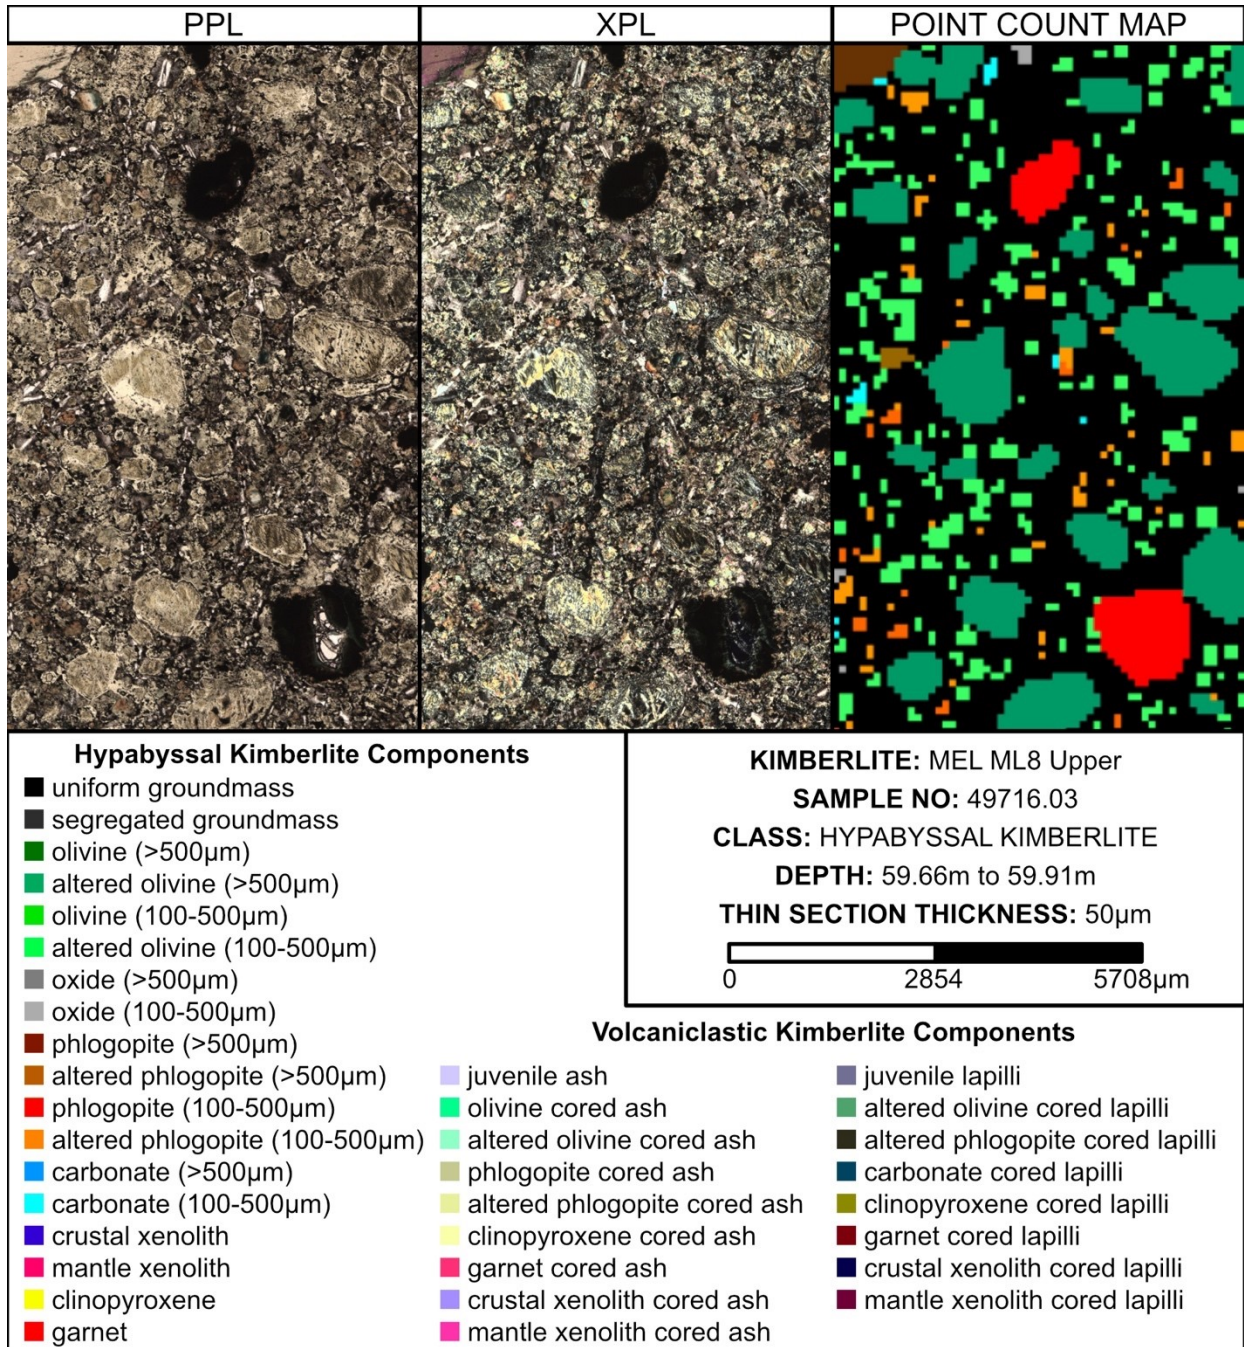 PPL
XPL
POINT COUNT MAP
Hypabyssal Kimberlite Components
uniform groundmass
segregated groundmass
olivine (>500µm)
altered olivine (>500µm)
olivine (100-500µm)
altered olivine (100-500µm)
oxide (>500µm)
oxide (100-500µm)
phlogopite (>500µm)
altered phlogopite (>500µm)
phlogopite (100-500µm)
altered phlogopite (100-500µm)
carbonate (>500µm)
carbonate (100-500µm)
crustal xenolith
mantle xenolith
clinopyroxene
garnet
KIMBERLITE: MEL ML8 Upper
SAMPLE NO: 49716.03
CLASS: HYPABYSSAL KIMBERLITE
DEPTH: 59.66m to 59.91m
THIN SECTION THICKNESS: 50µm
0 2854 5708µm
Volcaniclastic Kimberlite Components
juvenile ash
olivine cored ash
altered olivine cored ash
phlogopite cored ash
altered phlogopite cored ash
clinopyroxene cored ash
garnet cored ash
crustal xenolith cored ash
mantle xenolith cored ash
juvenile lapilli
altered olivine cored lapilli
altered phlogopite cored lapilli
carbonate cored lapilli
clinopyroxene cored lapilli
garnet cored lapilli
crustal xenolith cored lapilli
mantle xenolith cored lapilli